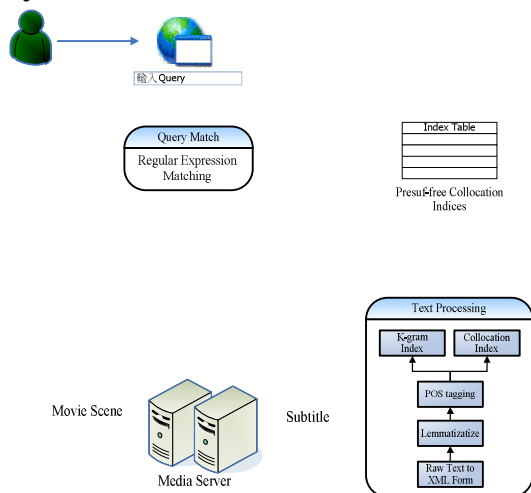 輸入Query
Query Match
Regular Expression
Matching
Index Table
Presuf-free Collocation
Indices
Text Processing
K-gram
Index
Collocation
Index
POS tagging
Lemmatizatize
Raw Text to
XML Form
Movie Scene
Subtitle
Media Server